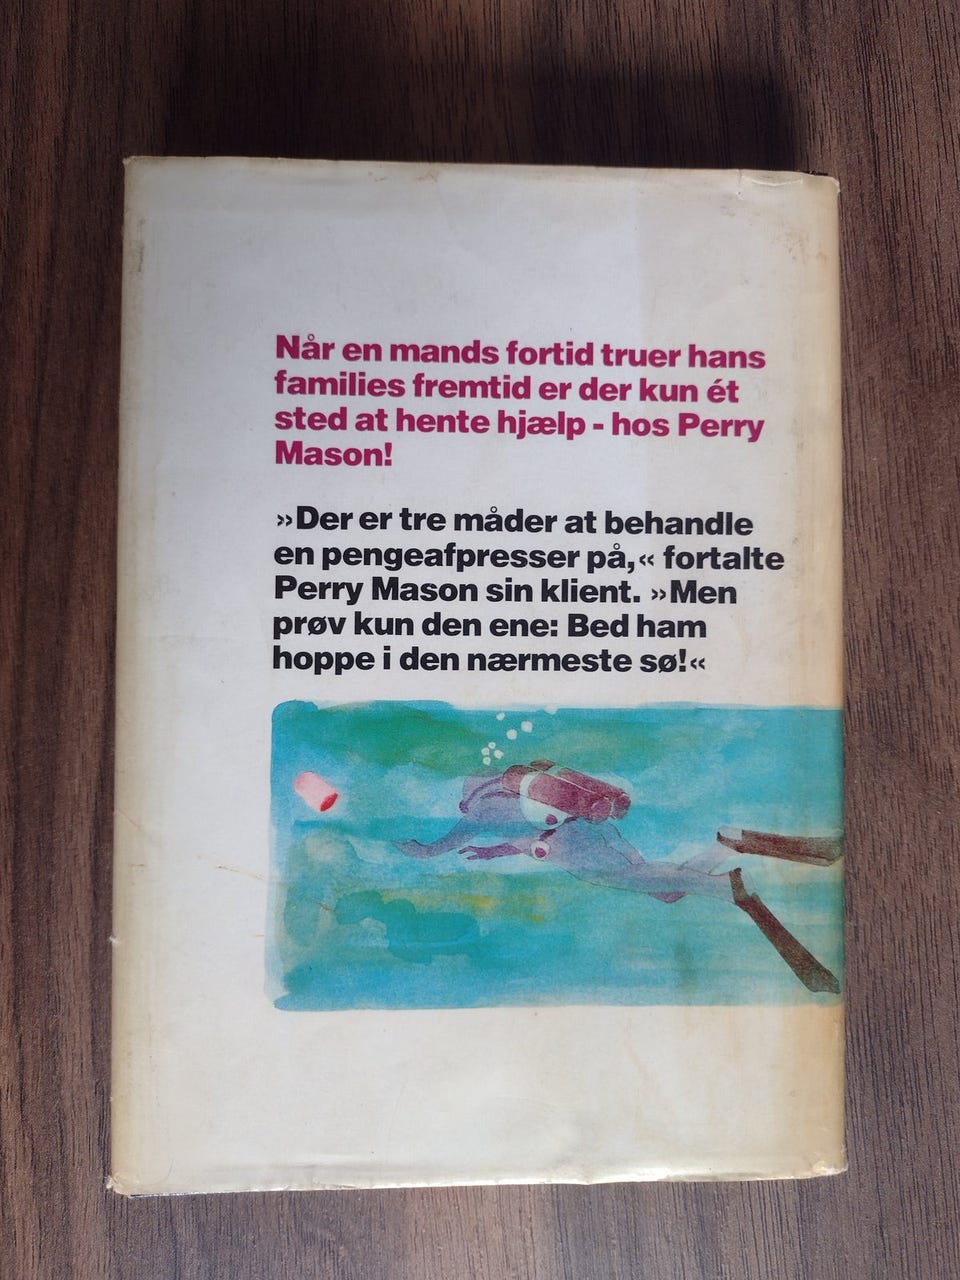 Når en mands fortid truer hans
families fremtid er der kun ét
sted at hente hjælp - hos Perry
Mason!
»Der er tre måder at behandle
en pengeafpresser på,« fortalte
Perry Mason sin klient. »Men
prøv kun den ene: Bed ham
hoppe i den nærmeste sø!«